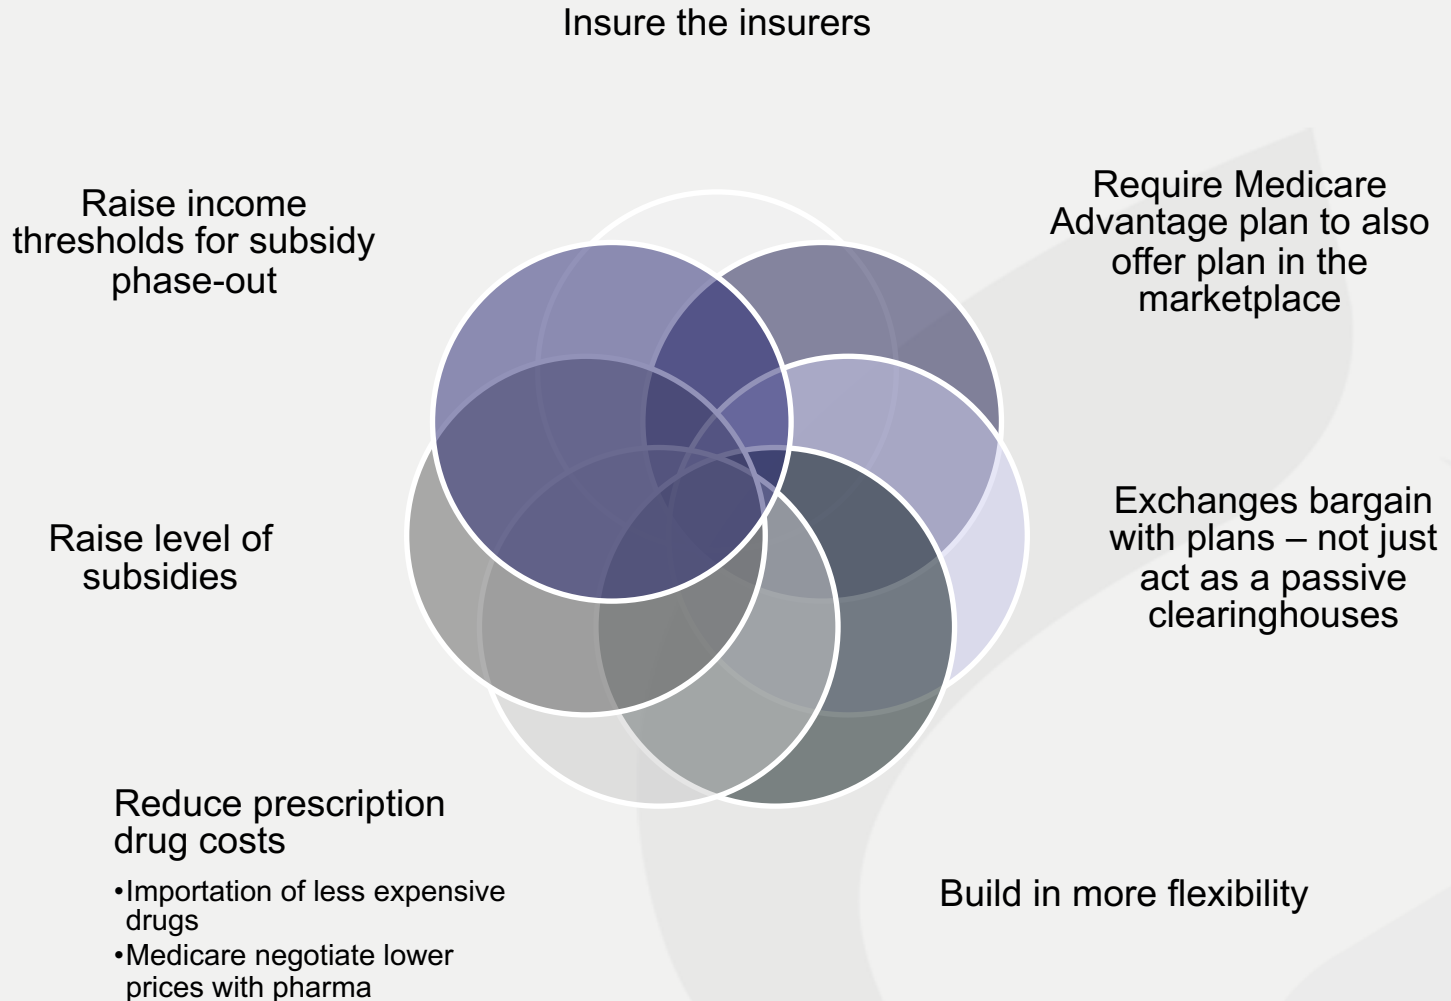 Insure the insurers
Require Medicare
Advantage plan to also
offer plan in the
marketplace
Exchanges bargain
with plans – not just
act as a passive
clearinghouses
Build in more flexibility
Reduce prescription
drug costs
•Importation of less expensive
drugs
•Medicare negotiate lower
prices with pharma
Raise level of
subsidies
Raise income
thresholds for subsidy
phase-out